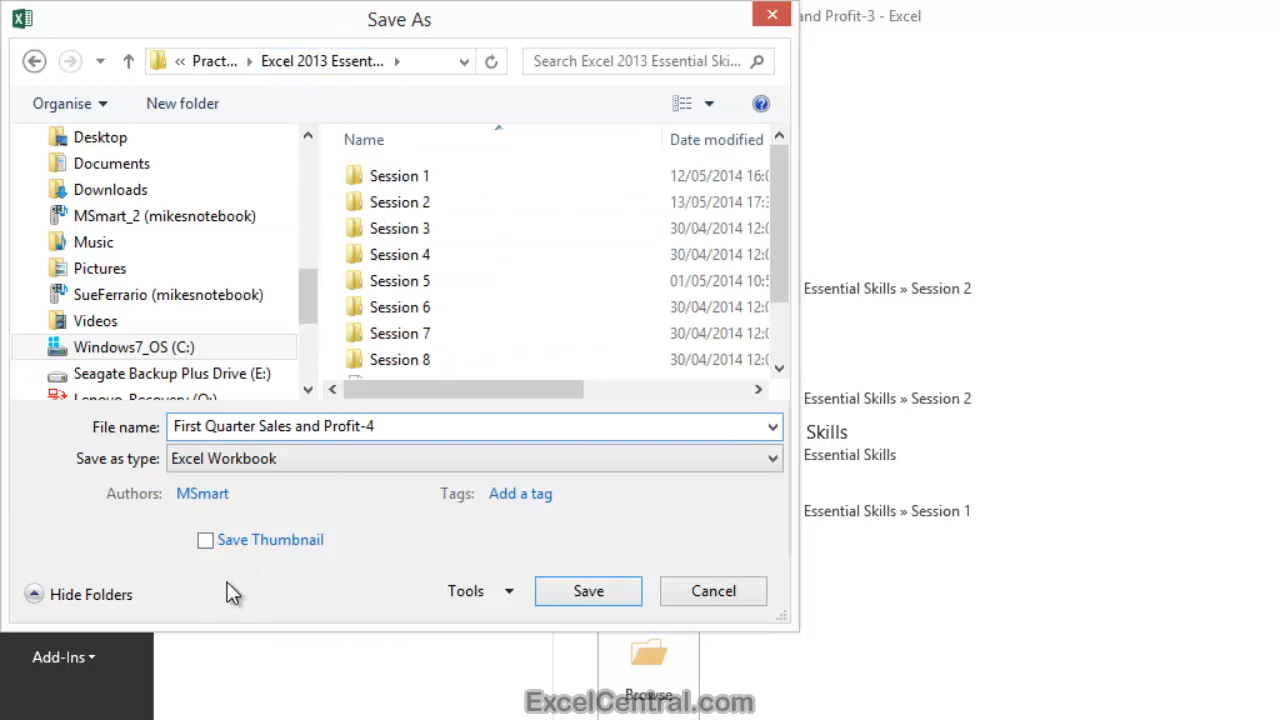 Save As
and Profit-3 - Excel
« Pract... Excel 2013 Essent...
Search Excel 2013 Essential Ski...
Organise
New folder
Desktop
Documents
Downloads
MSmart_2 (mikesnotebook)
Music
Pictures
SueFerrario (mikesnotebook)
Videos
Windows7_OS (C:)
Seagate Backup Plus Drive (E:)
Lenovo_Recovery (Q:)
Name Date modified
Session 1 12/05/2014 16:0
Session 2 13/05/2014 17:3
Session 3 30/04/2014 12:0
Session 4 30/04/2014 12:0
Session 5 01/05/2014 10:5
Session 6 30/04/2014 12:0
Session 7 30/04/2014 12:0
Session 8 30/04/2014 12:0
Essential Skills » Session 2
Essential Skills » Session 2
Skills
Essential Skills
Essential Skills » Session 1
File name: First Quarter Sales and Profit-4
Save as type: Excel Workbook
Authors: MSmart Tags: Add a tag
Save Thumbnail
Hide Folders
Tools
Save
Cancel
Add-Ins
Browse
ExcelCentral.com